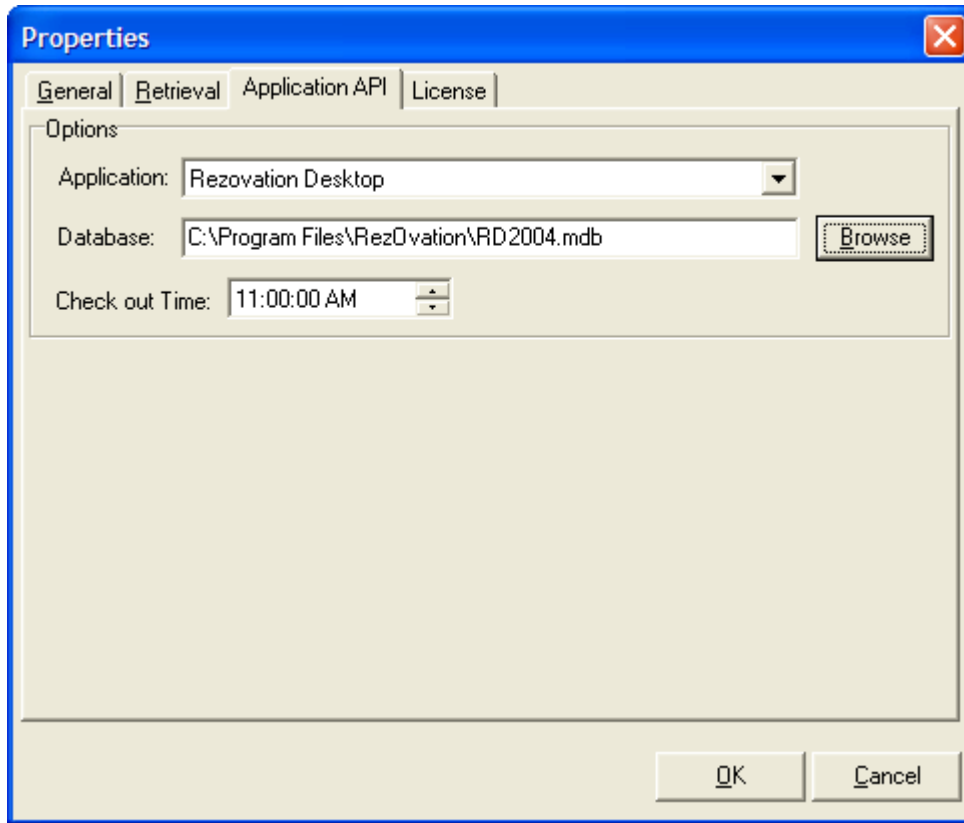 Properties
General Retrieval Application API License
Options
Application: Rezovation Desktop
Database: C:\Program Files\RezOvation\RD2004.mdb Browse
Check out Time: 11:00:00 AM
OK Cancel